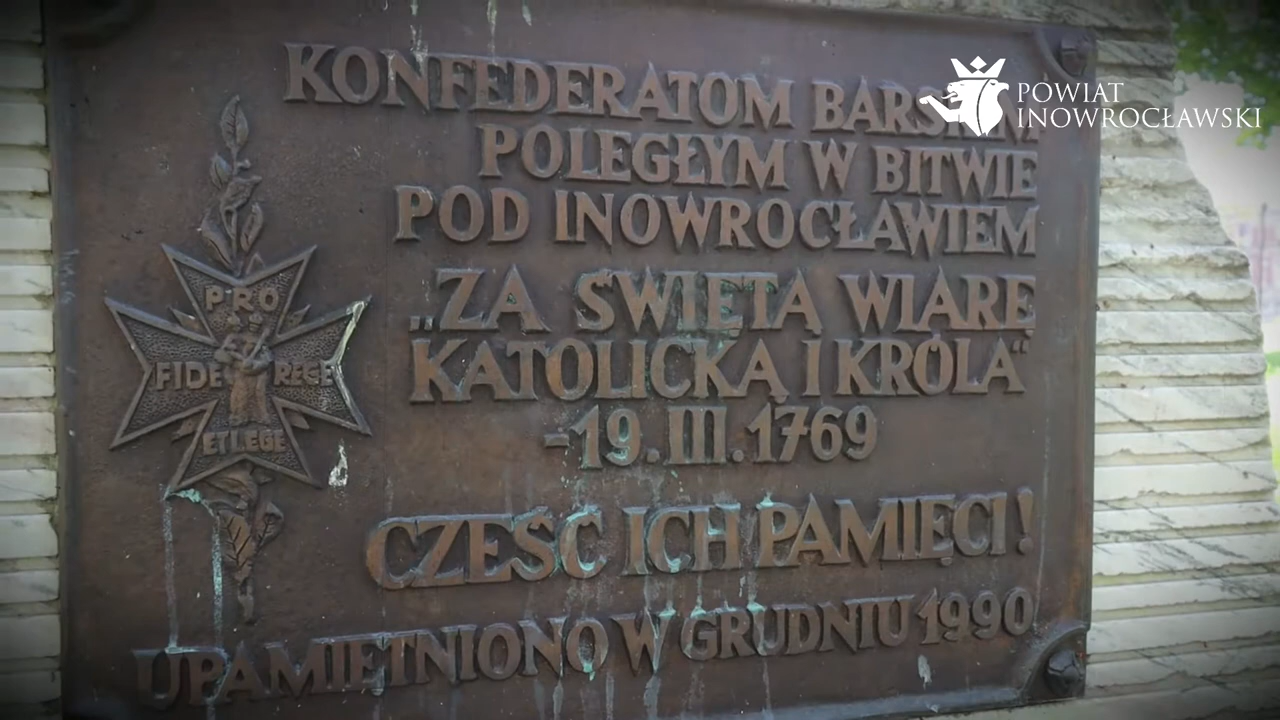 KONFEDERATOM BARSKIM
POLEGŁYM W BITWIE
POD INOWROCŁAWIEM
„ZA ŚWIĘTĄ WIARĘ
KATOLICKĄ I KRÓLA“
-19.III.1769
CZEŚĆ ICH PAMIĘCI!
UPAMIĘTNIONO W GRUDNIU 1990
PRO
FIDE REGE
ET LEGE
POWIAT
INOWROCŁAWSKI